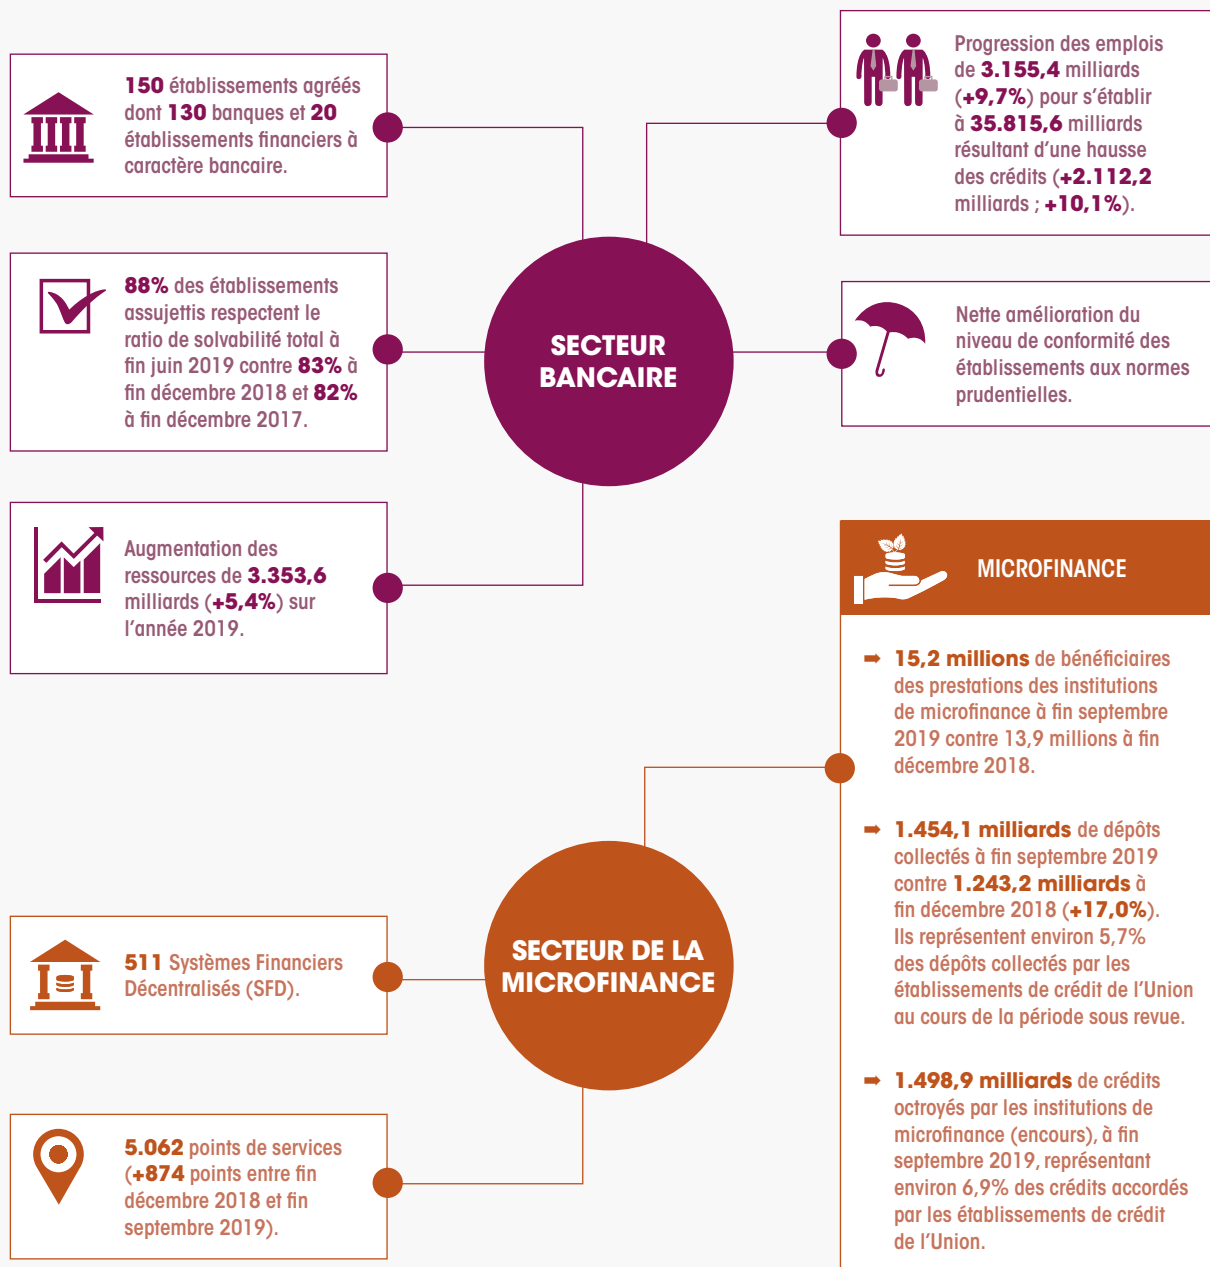 150 établissements agréés
dont 130 banques et 20
établissements financiers à
caractère bancaire.
88% des établissements
assujettis respectent le
ratio de solvabilité total à
fin juin 2019 contre 83% à
fin décembre 2018 et 82%
à fin décembre 2017.
Augmentation des
ressources de 3.353,6
milliards (+5,4%) sur
l'année 2019.
SECTEUR
BANCAIRE
Progression des emplois
de 3.155,4 milliards
(+9,7%) pour s'établir
à 35.815,6 milliards
résultant d'une hausse
des crédits (+2.112,2
milliards ; +10,1%).
Nette amélioration du
niveau de conformité des
établissements aux normes
prudentielles.
511 Systèmes Financiers
Décentralisés (SFD).
5.062 points de services
(+874 points entre fin
décembre 2018 et fin
septembre 2019).
SECTEUR DE LA
MICROFINANCE
MICROFINANCE
➡ 15,2 millions de bénéficiaires
des prestations des institutions
de microfinance à fin septembre
2019 contre 13,9 millions à fin
décembre 2018.
➡ 1.454,1 milliards de dépôts
collectés à fin septembre 2019
contre 1.243,2 milliards à
fin décembre 2018 (+17,0%).
Ils représentent environ 5,7%
des dépôts collectés par les
établissements de crédit de l'Union
au cours de la période sous revue.
➡ 1.498,9 milliards de crédits
octroyés par les institutions de
microfinance (encours), à fin
septembre 2019, représentant
environ 6,9% des crédits accordés
par les établissements de crédit
de l'Union.